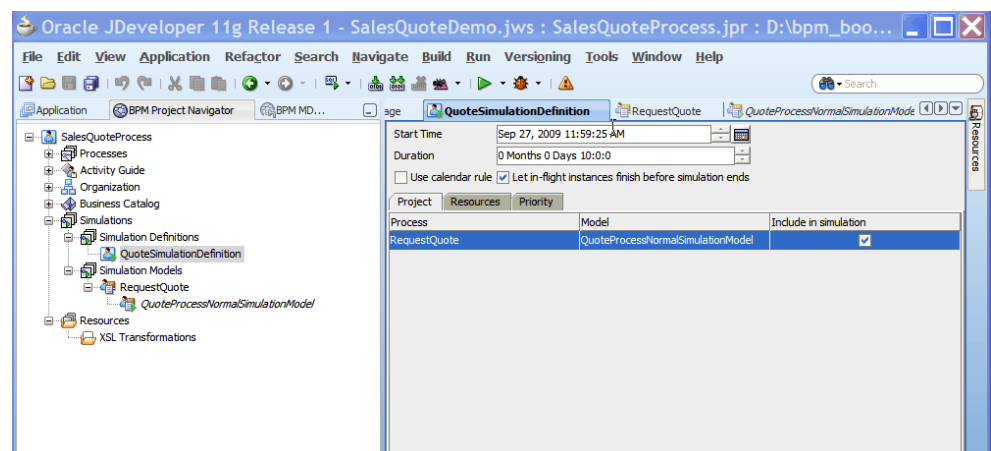 Oracle JDeveloper 11g Release 1 - SalesQuoteDemo.jws : SalesQuoteProcess.jpr : D:\bpm_boo...
File Edit View Application Refactor Search Navigate Build Run Versioning Tools Window Help
Search
Application BPM Project Navigator BPM MD... age QuoteSimulationDefinition RequestQuote QuoteProcessNormalSimulationMode
Resources
SalesQuoteProcess
Processes
Activity Guide
Organization
Business Catalog
Simulations
Simulation Definitions
QuoteSimulationDefinition
Simulation Models
RequestQuote
QuoteProcessNormalSimulationModel
Resources
XSL Transformations
Start Time Sep 27, 2009 11:59:25 AM
Duration 0 Months 0 Days 10:0:0
Use calendar rule Let in-flight instances finish before simulation ends
Project Resources Priority
Process Model Include in simulation
RequestQuote QuoteProcessNormalSimulationModel